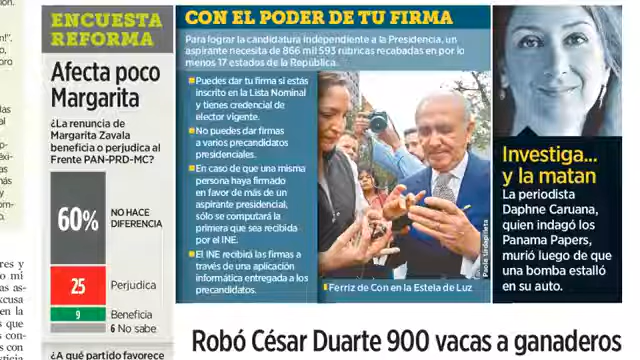 ENCUESTA
REFORMA
Afecta poco
Margarita
¿La renuncia de
Margarita Zavala
beneficia o perjudica al
Frente PAN-PRD-MC?
60%
NO HACE
DIFERENCIA
25
Perjudica
9
Beneficia
6 No sabe
¿A qué partido favorece
CON EL PODER DE TU FIRMA
Para lograr la candidatura independiente a la Presidencia, un
aspirante necesita de 866 mil 593 rúbricas recabadas en por lo
menos 17 estados de la República.
Puedes dar tu firma si estás
inscrito en la Lista Nominal
y tienes credencial de
elector vigente.
No puedes dar firmas
a varios precandidatos
presidenciales.
En caso de que una misma
persona haya firmado
en favor de más de un
aspirante presidencial,
sólo se computará la
primera que sea recibida
por el INE.
El INE recibirá las firmas a
través de una aplicación
informática entregada a los
precandidatos.
Paola Urdapilleta
Ferriz de Con en la Estela de Luz
Investiga...
y la matan
La periodista
Daphne Caruana,
quien indagó los
Panama Papers,
murió luego de que
una bomba estalló
en su auto.
Robó César Duarte 900 vacas a ganaderos